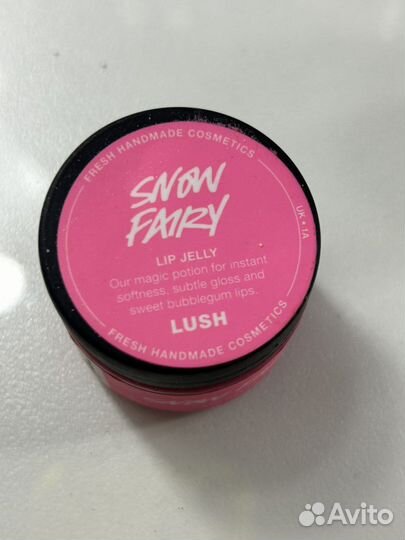 FRESH HANDMADE COSMETICS
SNOW
FAIRY
UK • 1A
LIP JELLY
Our magic potion for instant
softness, subtle gloss and
sweet bubblegum lips.
LUSH
FRESH HANDMADE COSMETICS
Avito